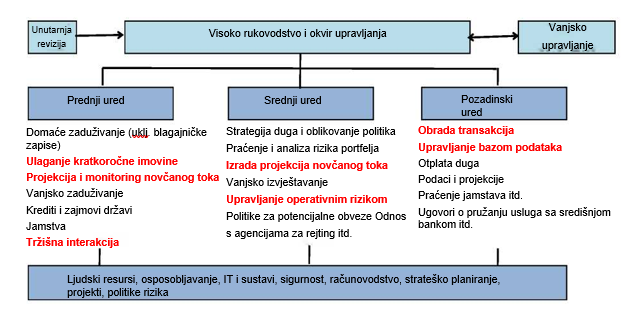 Unutarnja
revizija
Visoko rukovodstvo i okvir upravljanja
Vanjsko
upravljanje
Prednji ured
Domaće zaduživanje (uklj. blagajničke
zapise)
Ulaganje kratkoročne imovine
Projekcija i monitoring novčanog toka
Vanjsko zaduživanje
Krediti i zajmovi državi
Jamstva
Tržišna interakcija
Srednji ured
Strategija duga i oblikovanje politika
Praćenje i analiza rizika portfelja
Izrada projekcija novčanog toka
Vanjsko izvještavanje
Upravljanje operativnim rizikom
Politike za potencijalne obveze Odnos
s agencijama za rejting itd.
Pozadinski
ured
Obrada transakcija
Upravljanje bazom podataka
Otplata duga
Podaci i projekcije
Praćenje jamstava itd.
Ugovori o pružanju usluga sa središnjom
bankom itd.
Ljudski resursi, osposobljavanje, IT i sustavi, sigurnost, računovodstvo, strateško planiranje,
projekti, politike rizika